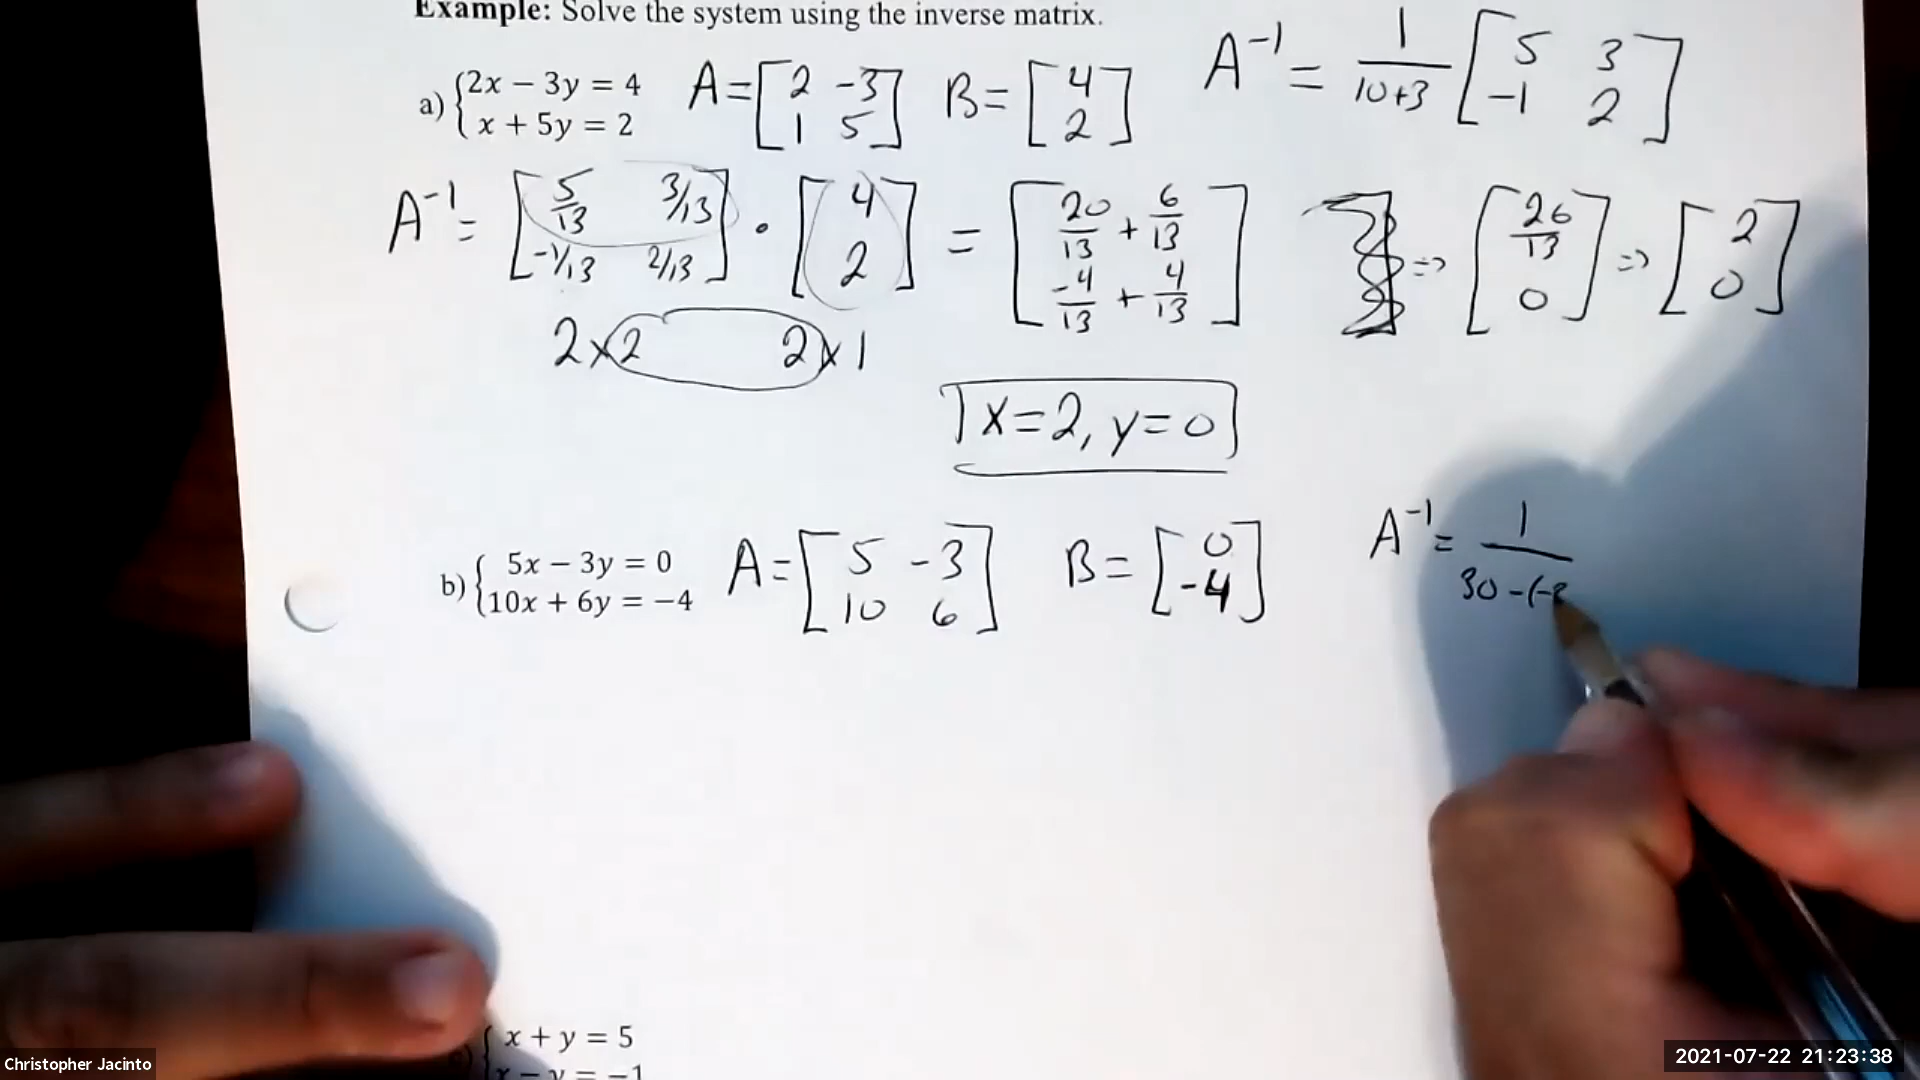 Example: Solve the system using the inverse matrix.
a) {2x − 3y = 4
x + 5y = 2
A = [2 -3
1 5]
B = [4
2]
A⁻¹ = 1/(10+3) [5 3
-1 2]
A⁻¹ = [5/13 3/13
-1/13 2/13] · [4
2] = [20/13 + 6/13
-4/13 + 4/13] => [26/13
0] => [2
0]
2x2 2x1
x=2, y=0
b) {5x − 3y = 0
10x + 6y = −4
A = [5 -3
10 6]
B = [0
-4]
A⁻¹ = 1/30-(-
{x + y = 5
x − y = −1
Christopher Jacinto
2021-07-22 21:23:38